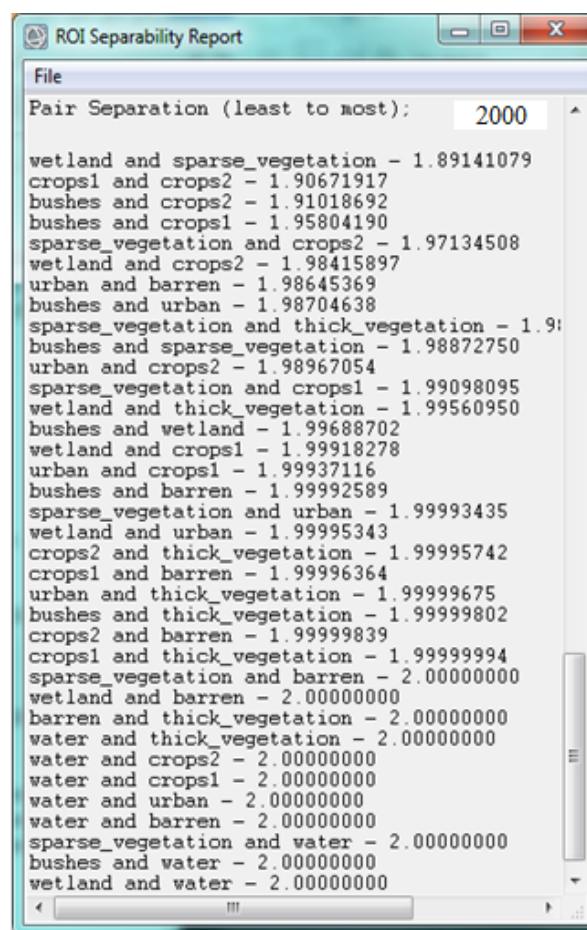 ROI Separability Report
File
Pair Separation (least to most);
2000
wetland and sparse_vegetation - 1.89141079
crops1 and crops2 - 1.90671917
bushes and crops2 - 1.91018692
bushes and crops1 - 1.95804190
sparse_vegetation and crops2 - 1.97134508
wetland and crops2 - 1.98415897
urban and barren - 1.98645369
bushes and urban - 1.98704638
sparse_vegetation and thick_vegetation - 1.9
bushes and sparse_vegetation - 1.98872750
urban and crops2 - 1.98967054
sparse_vegetation and crops1 - 1.99098095
wetland and thick_vegetation - 1.99560950
bushes and wetland - 1.99688702
wetland and crops1 - 1.99918278
urban and crops1 - 1.99937116
bushes and barren - 1.99992589
sparse_vegetation and urban - 1.99993435
wetland and urban - 1.99995343
crops2 and thick_vegetation - 1.99995742
crops1 and barren - 1.99996364
urban and thick_vegetation - 1.99999675
bushes and thick_vegetation - 1.99999802
crops2 and barren - 1.99999839
crops1 and thick_vegetation - 1.99999994
sparse_vegetation and barren - 2.00000000
wetland and barren - 2.00000000
barren and thick_vegetation - 2.00000000
water and thick_vegetation - 2.00000000
water and crops2 - 2.00000000
water and crops1 - 2.00000000
water and urban - 2.00000000
water and barren - 2.00000000
sparse_vegetation and water - 2.00000000
bushes and water - 2.00000000
wetland and water - 2.00000000